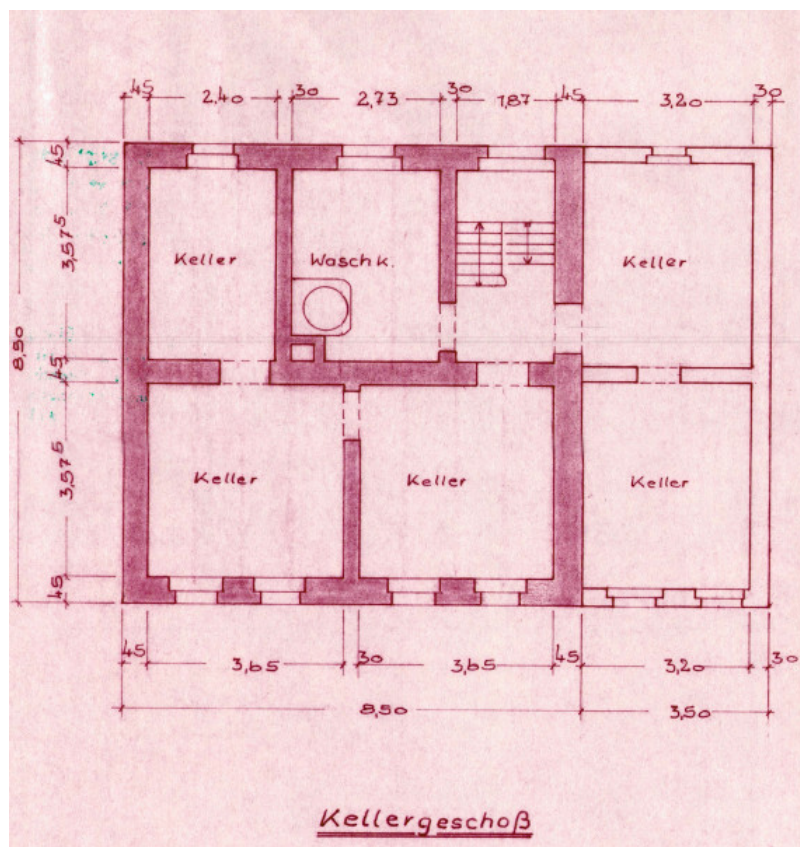 45 2.40 30 2,73 30 1,87 45 3,20 30
45
3,57⁵
8,50
45
3,57⁵
45
Keller Waschk. Keller
Keller Keller Keller
45 3,65 30 3,65 45 3,20 30
8,50 3,50
Kellergeschoß